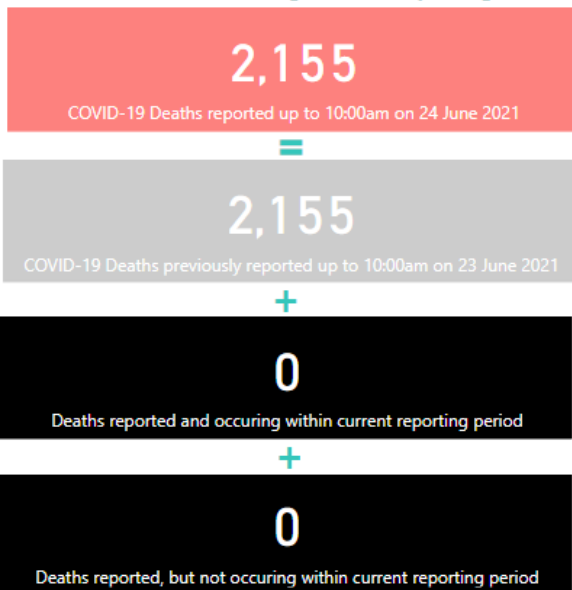 2,155
COVID-19 Deaths reported up to 10:00am on 24 June 2021
=
2,155
COVID-19 Deaths previously reported up to 10:00am on 23 June 2021
+
0
Deaths reported and occuring within current reporting period
+
0
Deaths reported, but not occuring within current reporting period